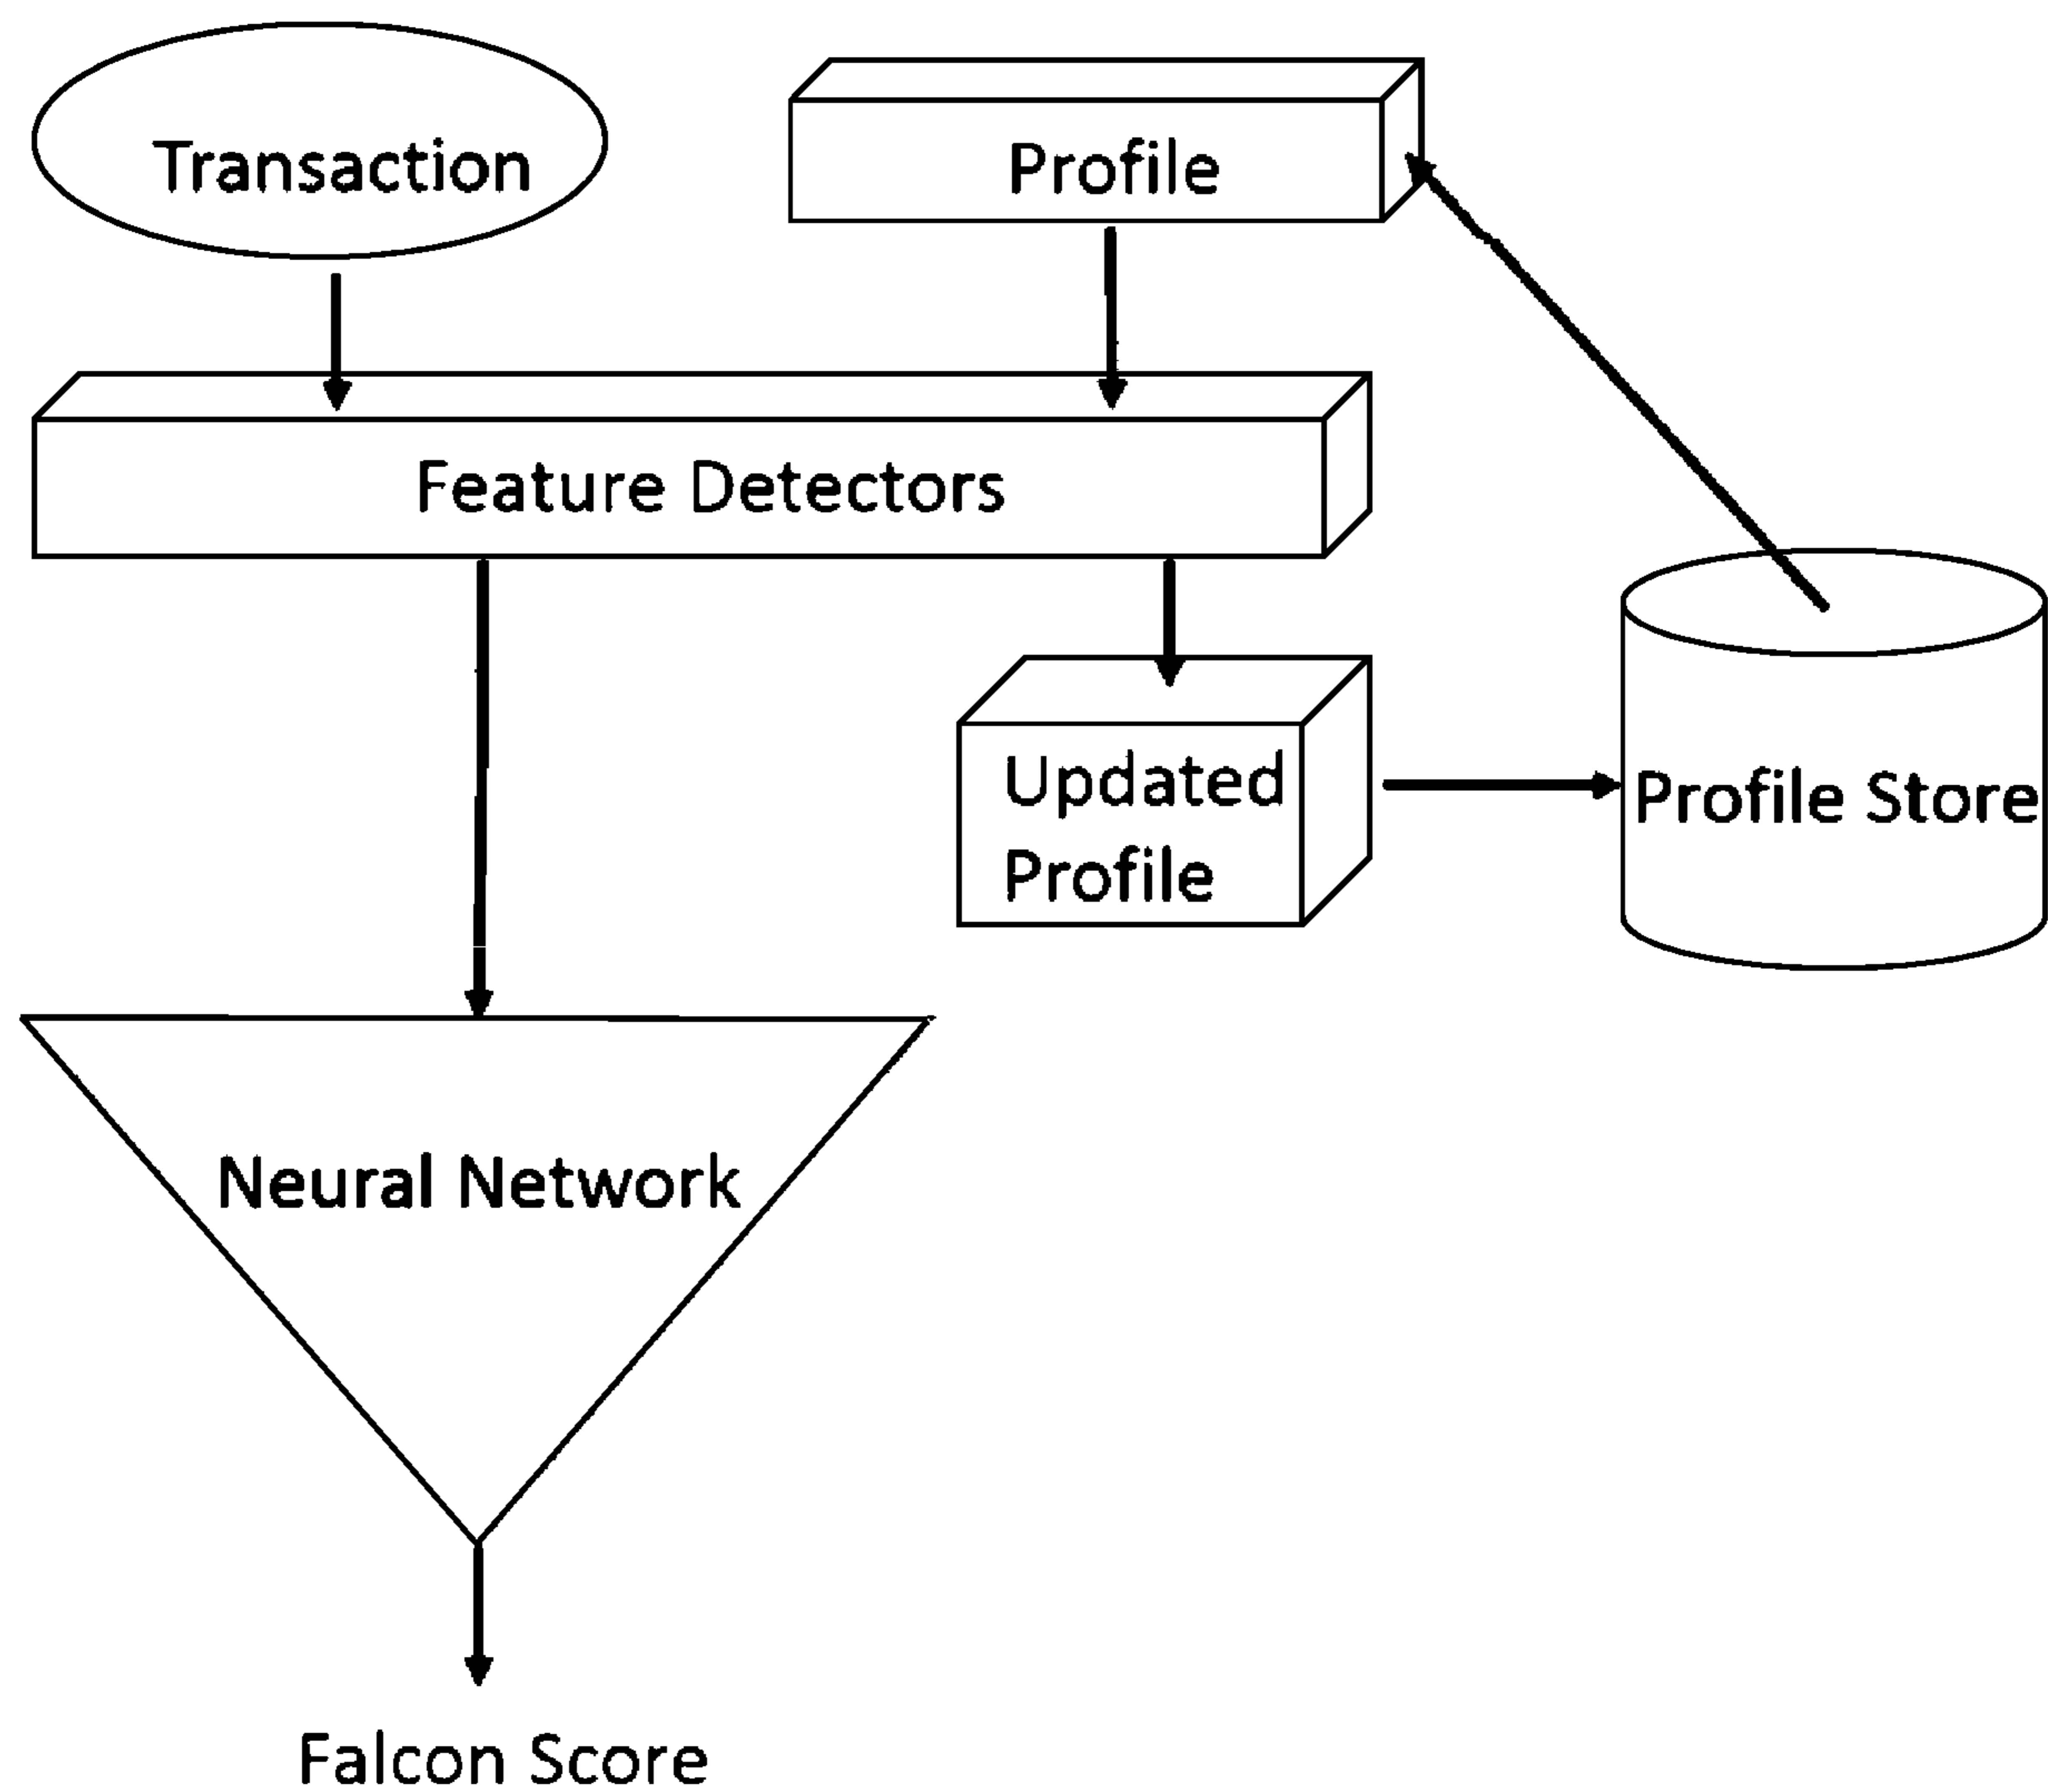 Transaction
Profile
Feature Detectors
Updated
Profile
Profile Store
Neural Network
Falcon Score